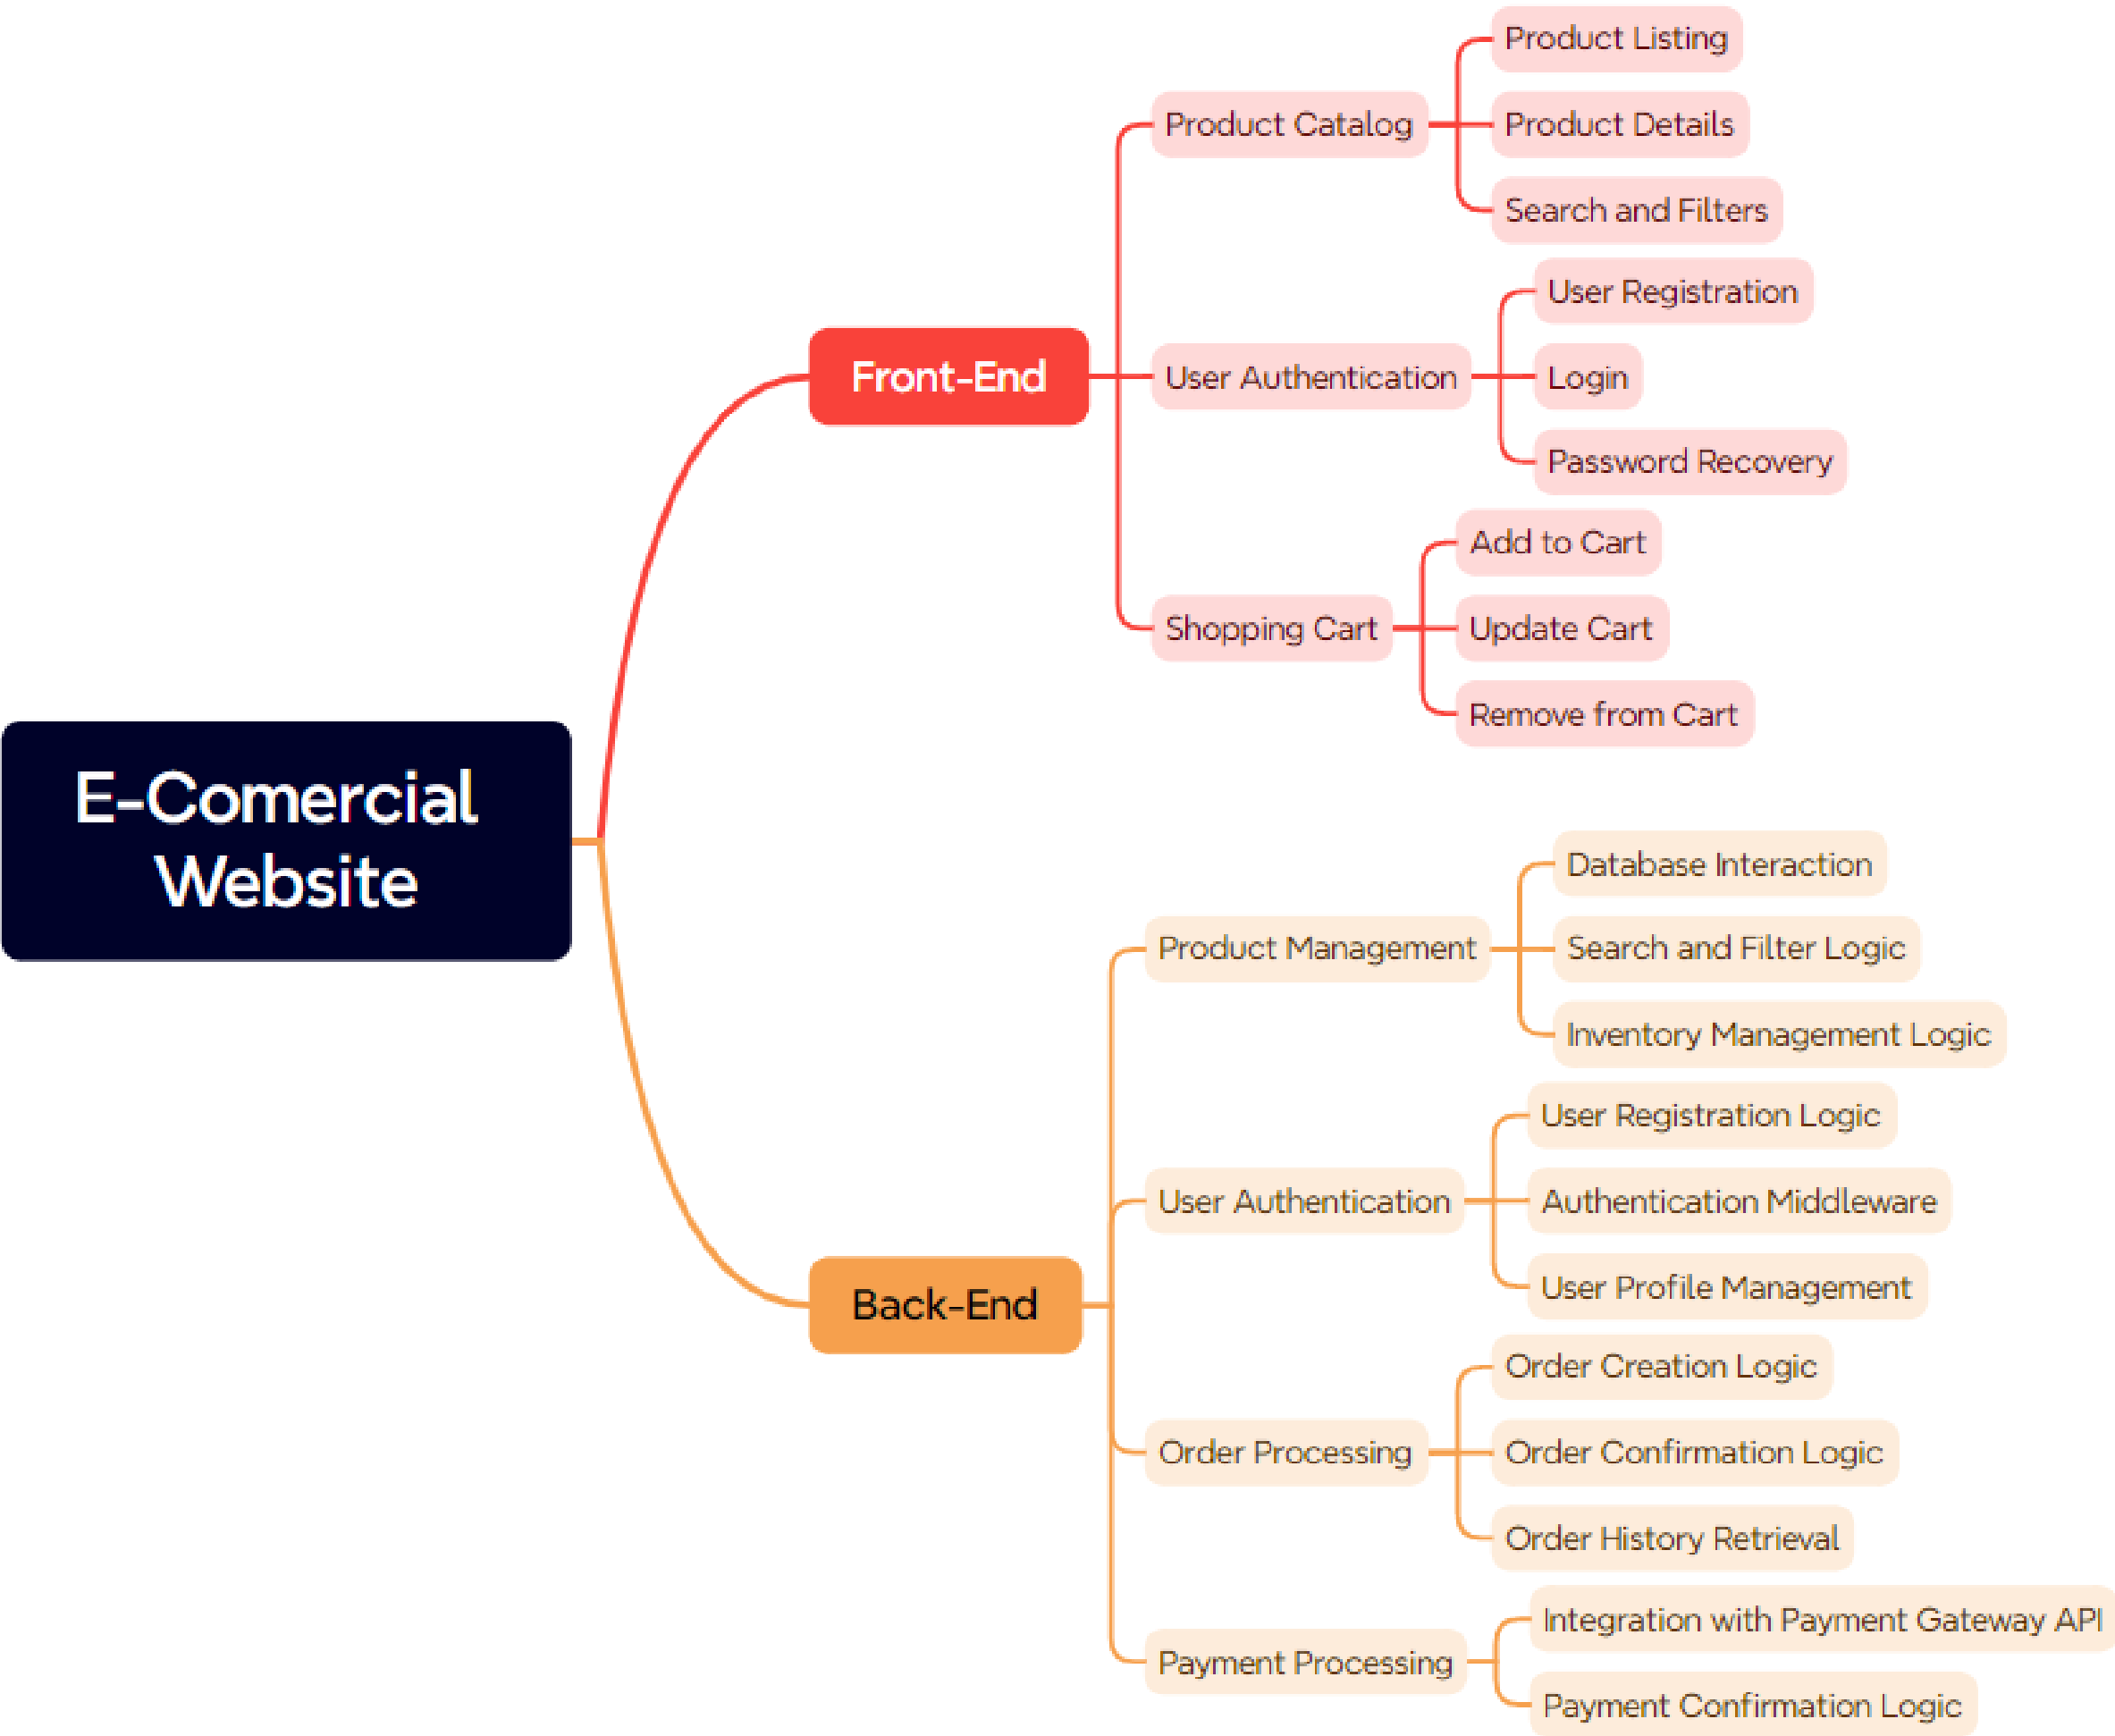 E-Comercial
Website
Front-End
Product Catalog
Product Listing
Product Details
Search and Filters
User Authentication
User Registration
Login
Password Recovery
Shopping Cart
Add to Cart
Update Cart
Remove from Cart
Back-End
Product Management
Database Interaction
Search and Filter Logic
Inventory Management Logic
User Authentication
User Registration Logic
Authentication Middleware
User Profile Management
Order Processing
Order Creation Logic
Order Confirmation Logic
Order History Retrieval
Payment Processing
Integration with Payment Gateway API
Payment Confirmation Logic